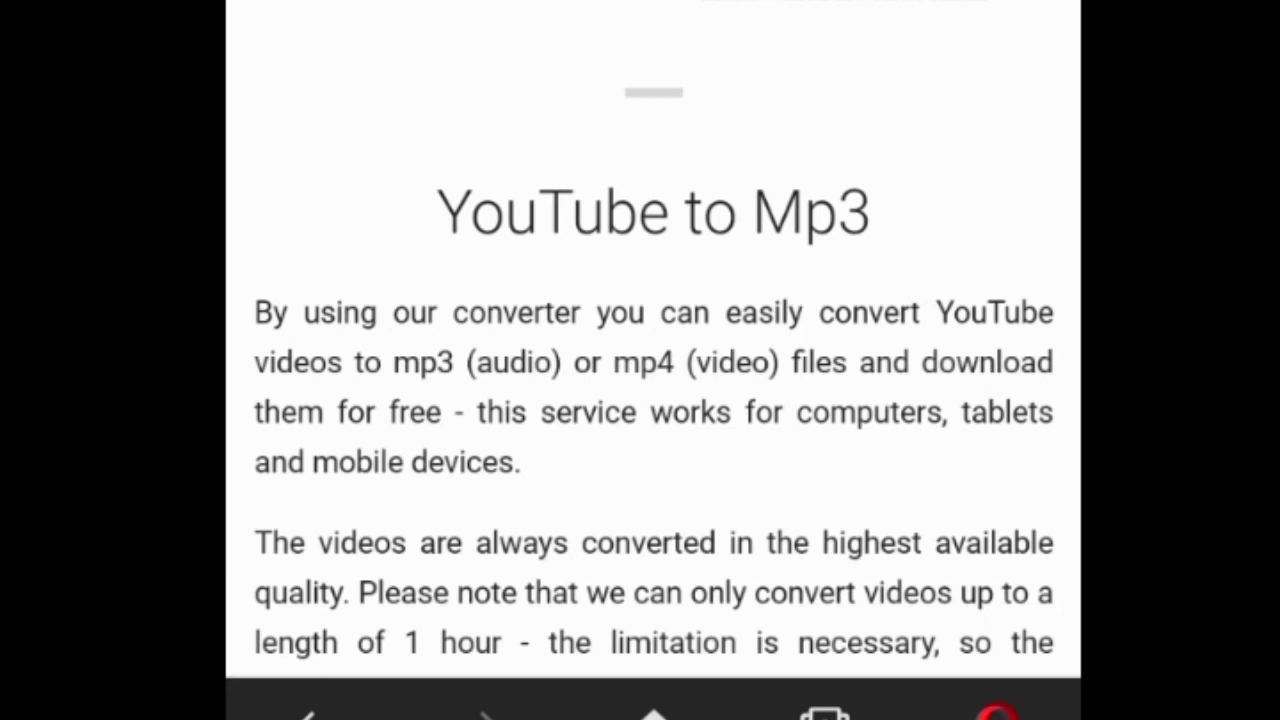 YouTube to Mp3
By using our converter you can easily convert YouTube
videos to mp3 (audio) or mp4 (video) files and download
them for free - this service works for computers, tablets
and mobile devices.
The videos are always converted in the highest available
quality. Please note that we can only convert videos up to a
length of 1 hour - the limitation is necessary, so the